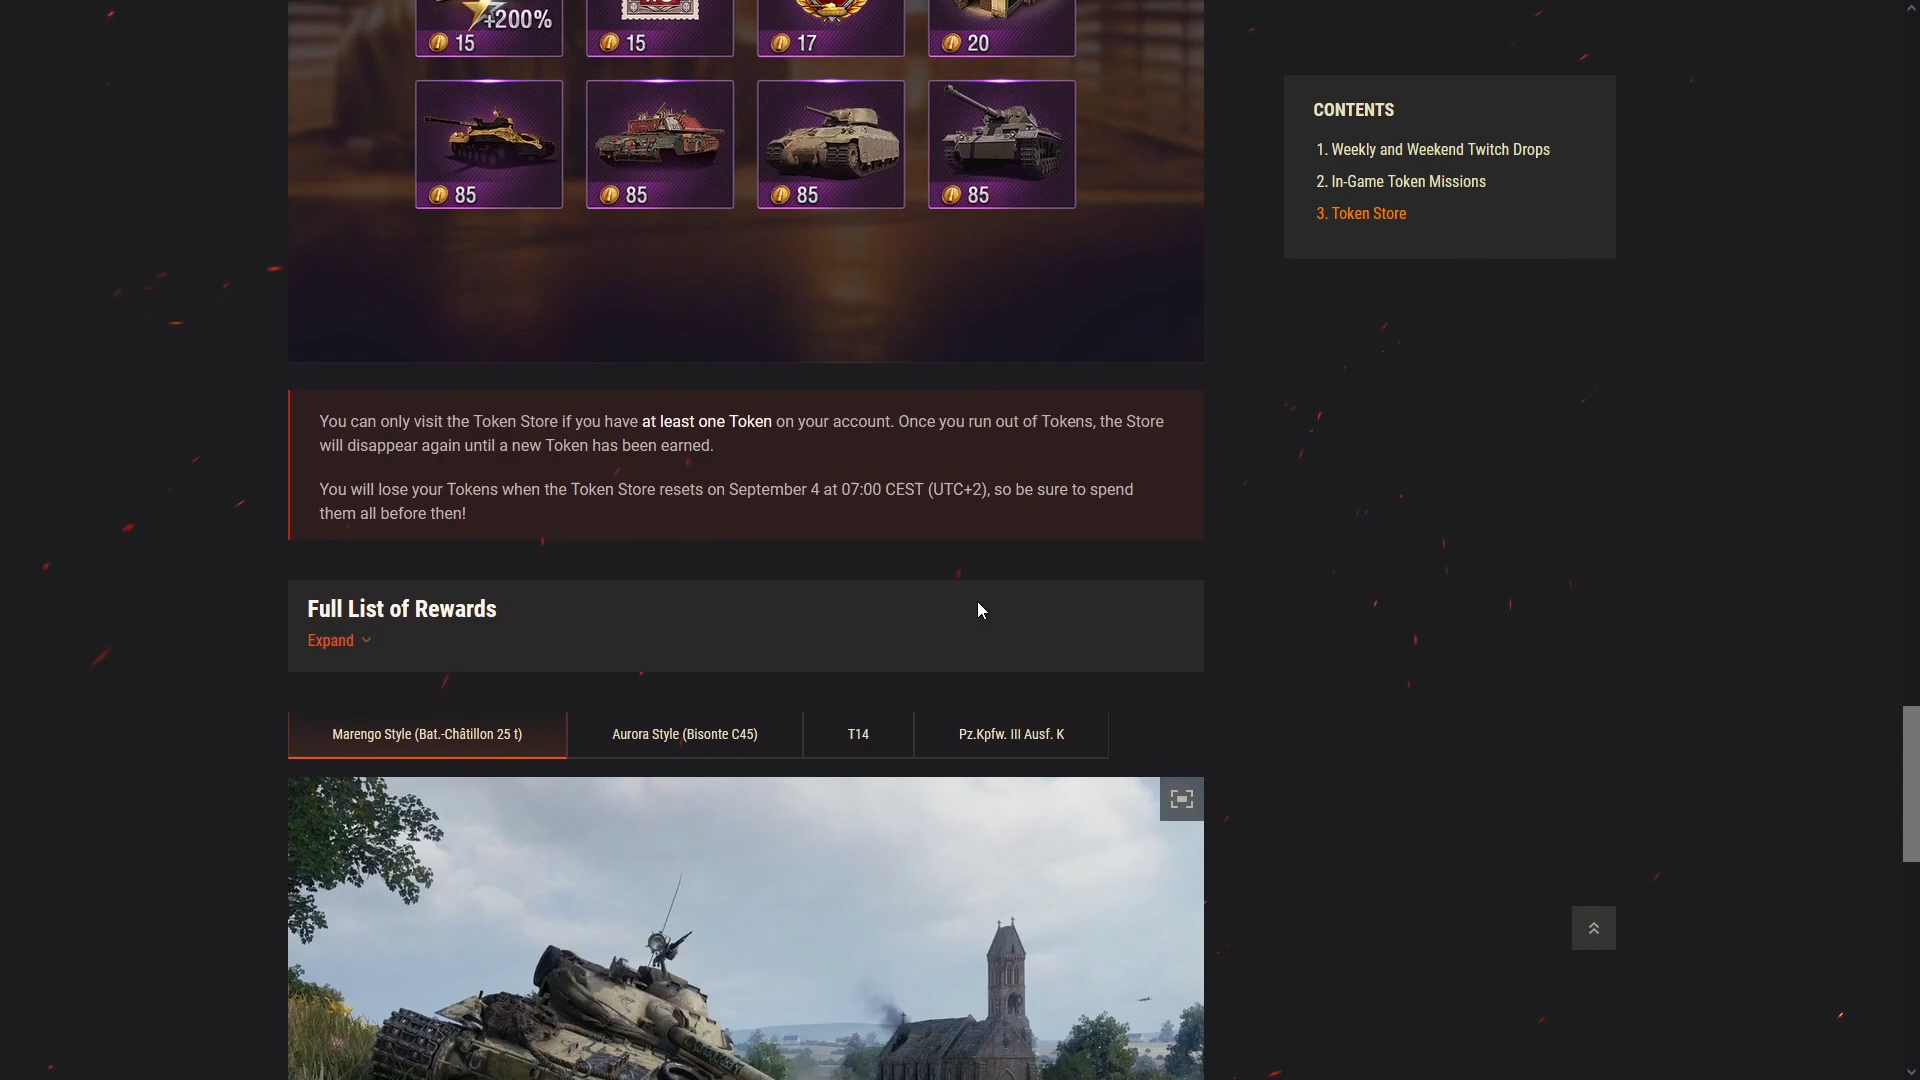 +200%
15
15
17
20
85
85
85
85
CONTENTS
1. Weekly and Weekend Twitch Drops
2. In-Game Token Missions
3. Token Store
You can only visit the Token Store if you have at least one Token on your account. Once you run out of Tokens, the Store
will disappear again until a new Token has been earned.
You will lose your Tokens when the Token Store resets on September 4 at 07:00 CEST (UTC+2), so be sure to spend
them all before then!
Full List of Rewards
Expand
Marengo Style (Bat.-Châtillon 25 t)
Aurora Style (Bisonte C45)
T14
Pz.Kpfw. III Ausf. K